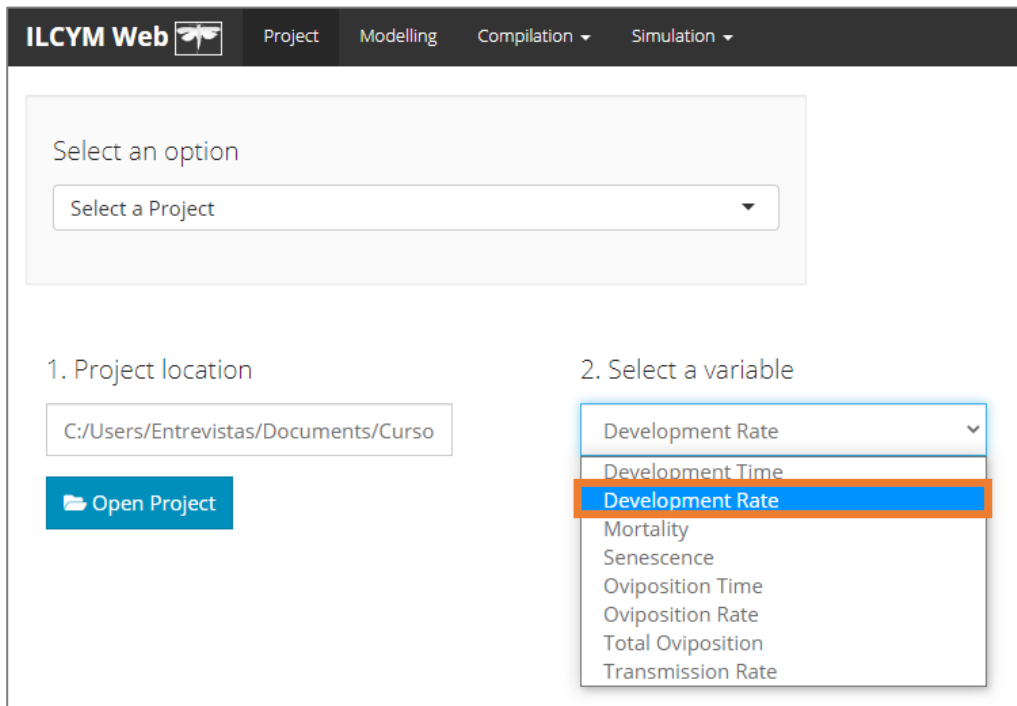 ILCYM Web Project Modelling Compilation Simulation
Select an option
Select a Project
1. Project location
C:/Users/Entrevistas/Documents/Curso
Open Project
2. Select a variable
Development Rate
Development Time
Development Rate
Mortality
Senescence
Oviposition Time
Oviposition Rate
Total Oviposition
Transmission Rate